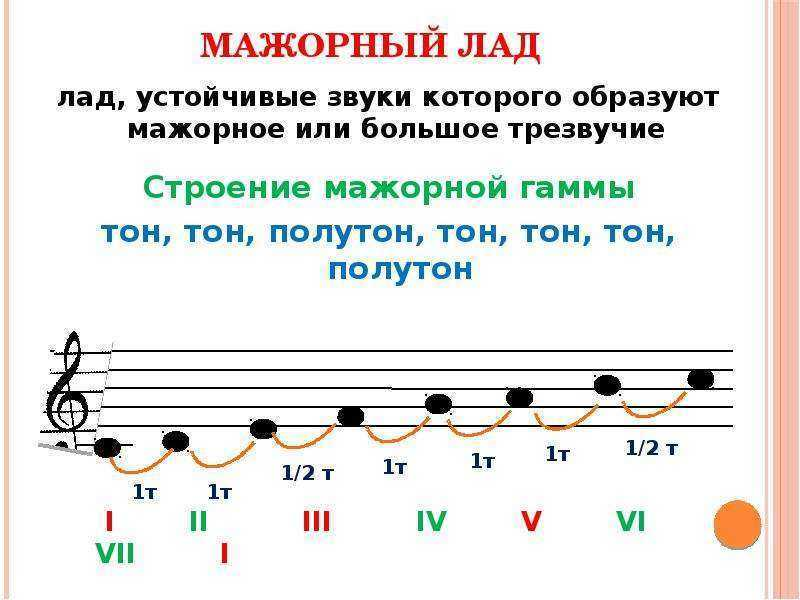 МАЖОРНЫЙ ЛАД
лад, устойчивые звуки которого образуют
мажорное или большое трезвучие
Строение мажорной гаммы
тон, тон, полутон, тон, тон, тон,
полутон
1т 1т 1/2 т 1т 1т 1т 1/2 т
I II III IV V VI
VII I